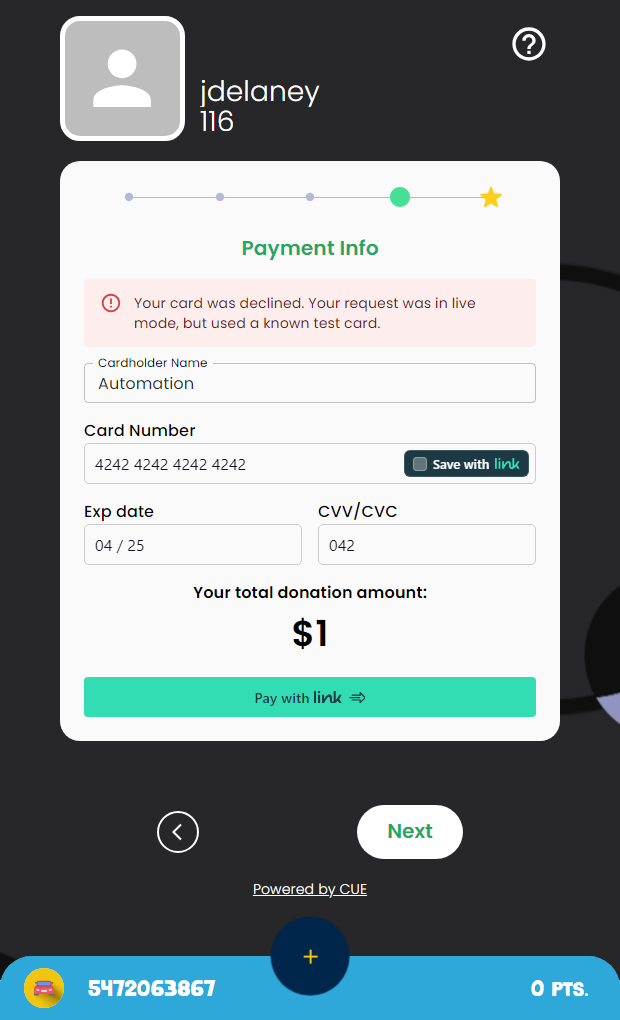 jdelaney
116
Payment Info
Your card was declined. Your request was in live
mode, but used a known test card.
Cardholder Name
Automation
Card Number
4242 4242 4242 4242
Save with link
Exp date
CVV/CVC
04 / 25
042
Your total donation amount:
$1
Pay with link
Next
Powered by CUE
+
5472063867
0 PTS.